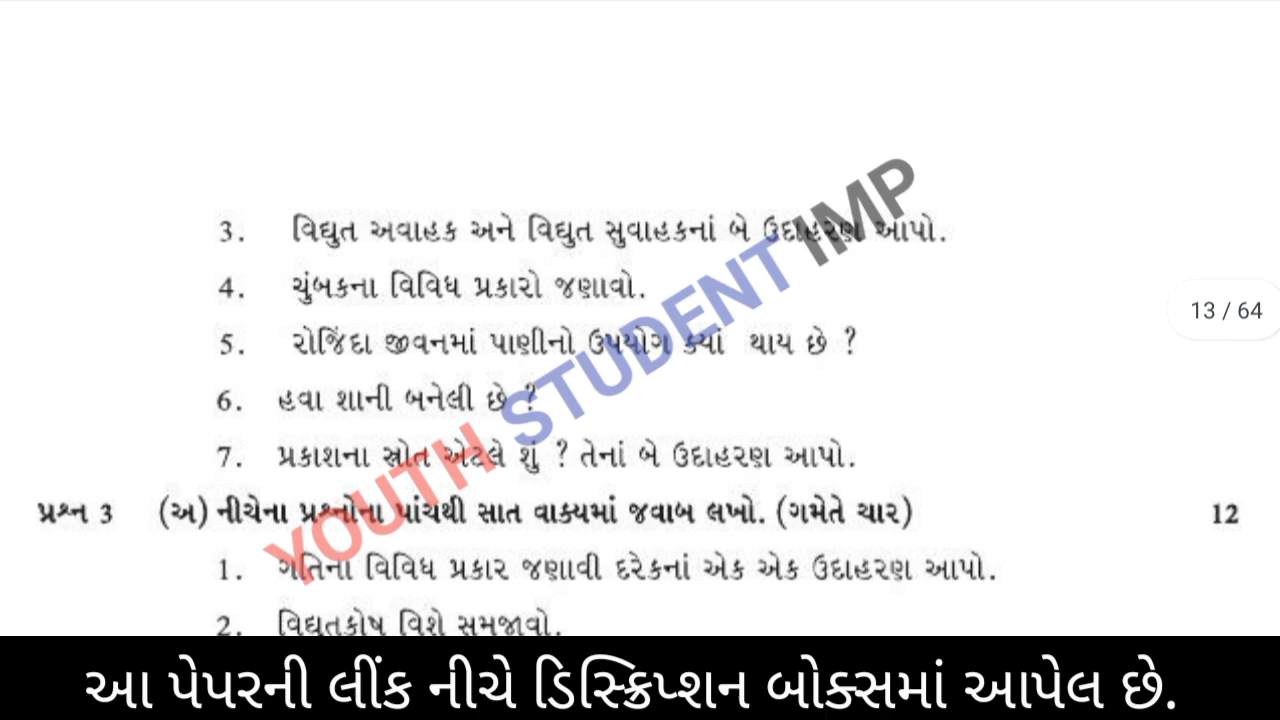 3. વિદ્યુત અવાહક અને વિદ્યુત સુવાહકનાં બે ઉદાહરણ આપો.
4. ચુંબકના વિવિધ પ્રકારો જણાવો.
13 / 64
5. રોજિંદા જીવનમાં પાણીનો ઉપયોગ ક્યાં થાય છે ?
6. હવા શાની બનેલી છે ?
7. પ્રકાશના સ્રોત એટલે શું ? તેનાં બે ઉદાહરણ આપો.
પ્રશ્ન 3 (અ) નીચેના પ્રશ્નોના પાંચથી સાત વાક્યમાં જવાબ લખો. (ગમેતે ચાર) 12
1. ગતિના વિવિધ પ્રકાર જણાવી દરેકનાં એક એક ઉદાહરણ આપો.
2. વિદ્યુતકોષ વિશે સમજાવો.
YOUTH STUDENT IMP
આ પેપરની લીંક નીચે ડિસ્ક્રિપ્શન બોક્સમાં આપેલ છે.